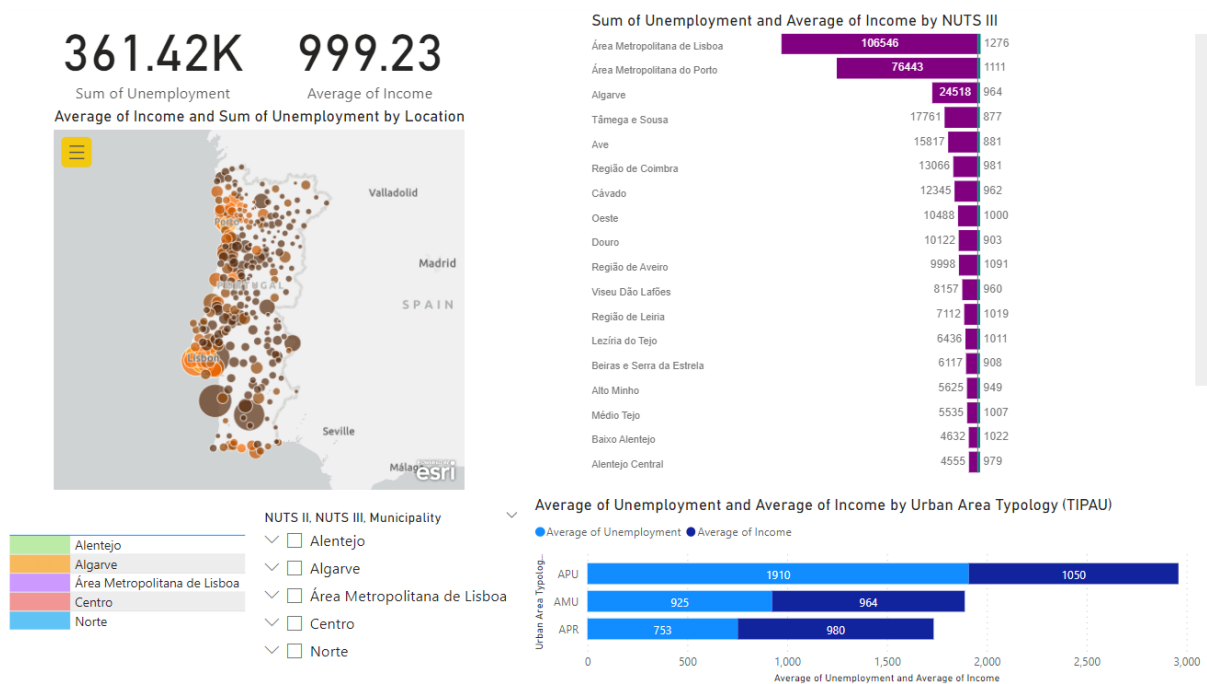 361.42K
Sum of Unemployment
999.23
Average of Income
Average of Income and Sum of Unemployment by Location
Valladolid
Porto
Madrid
PORTUGAL
SPAIN
Lisbon
Seville
Málaga
esri
Sum of Unemployment and Average of Income by NUTS III
Área Metropolitana de Lisboa 106546 1276
Área Metropolitana do Porto 76443 1111
Algarve 24518 964
Tâmega e Sousa 17761 877
Ave 15817 881
Região de Coimbra 13066 981
Cávado 12345 962
Oeste 10488 1000
Douro 10122 903
Região de Aveiro 9998 1091
Viseu Dão Lafões 8157 960
Região de Leiria 7112 1019
Lezíria do Tejo 6436 1011
Beiras e Serra da Estrela 6117 908
Alto Minho 5625 949
Médio Tejo 5535 1007
Baixo Alentejo 4632 1022
Alentejo Central 4555 979
Alentejo
Algarve
Área Metropolitana de Lisboa
Centro
Norte
NUTS II, NUTS III, Municipality
Alentejo
Algarve
Área Metropolitana de Lisboa
Centro
Norte
Average of Unemployment and Average of Income by Urban Area Typology (TIPAU)
Average of Unemployment Average of Income
Urban Area Typolog...
APU 1910 1050
AMU 925 964
APR 753 980
0 500 1,000 1,500 2,000 2,500 3,000
Average of Unemployment and Average of Income